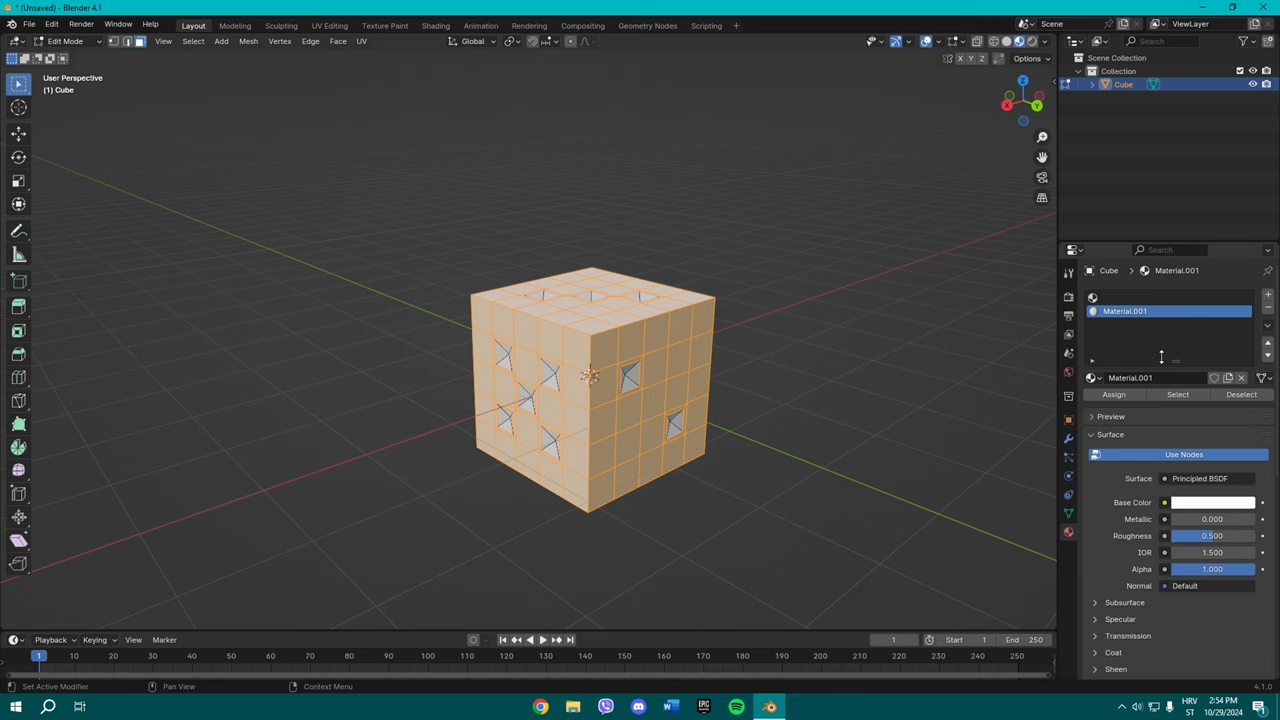 * (Unsaved) - Blender 4.1
File Edit Render Window Help Layout Modeling Sculpting UV Editing Texture Paint Shading Animation Rendering Compositing Geometry Nodes Scripting + Scene ViewLayer
Edit Mode View Select Add Mesh Vertex Edge Face UV Global Search
X Y Z Options
Scene Collection
Collection
Cube
User Perspective
(1) Cube
Z
X
Y
Search
Cube Material.001
Material.001
Material.001
Assign Select Deselect
Preview
Surface
Use Nodes
Surface Principled BSDF
Base Color
Metallic 0.000
Roughness 0.500
IOR 1.500
Alpha 1.000
Normal Default
Subsurface
Specular
Transmission
Coat
Sheen
Playback Keying View Marker 1 Start 1 End 250
1 10 20 30 40 50 60 70 80 90 100 110 120 130 140 150 160 170 180 190 200 210 220 230 240 250
Set Active Modifier Pan View Context Menu 4.1.0
EPIC GAMES HRV ST 2:54 PM 10/29/2024 1